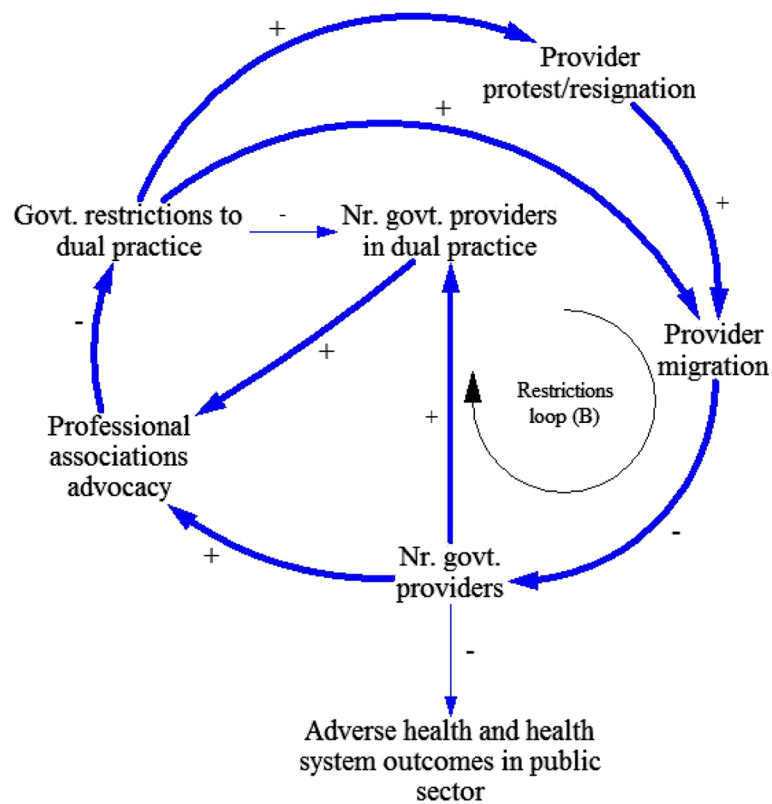 +
Provider
protest/resignation
+
+
Govt. restrictions to
dual practice
-
Nr. govt. providers
in dual practice
-
+
Provider
migration
Restrictions
loop (B)
+
Professional
associations
advocacy
+
-
Nr. govt.
providers
-
Adverse health and health
system outcomes in public
sector